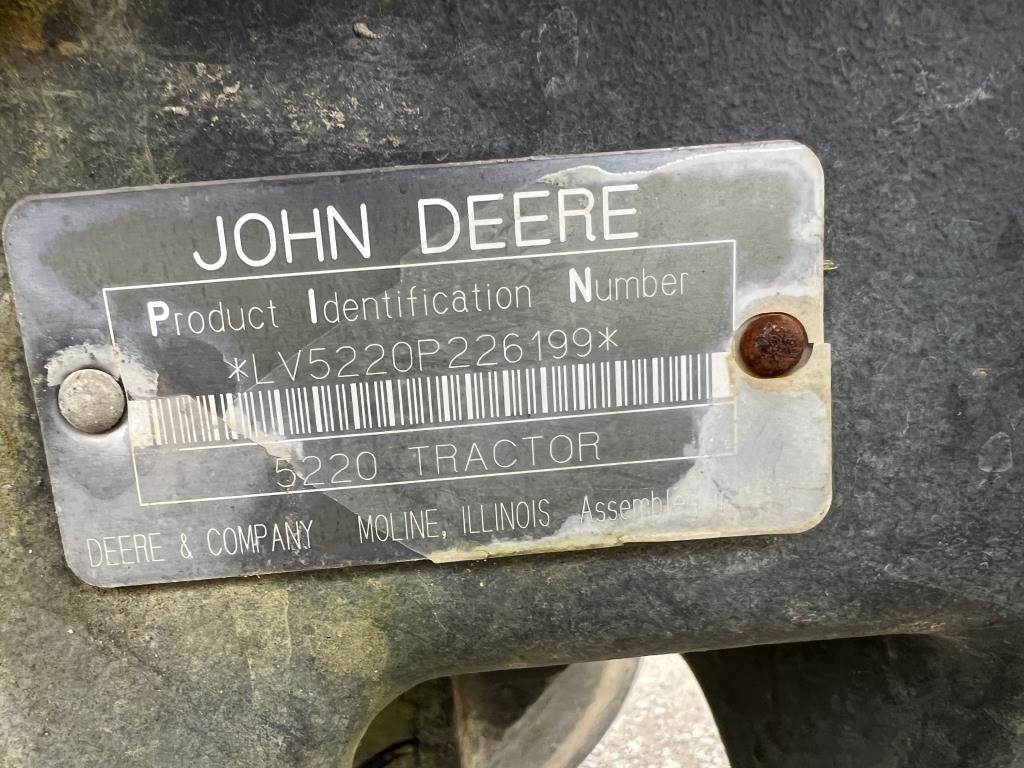 JOHN DEERE
Product Identification Number
*LV5220P226199*
5220 TRACTOR
DEERE & COMPANY MOLINE, ILLINOIS